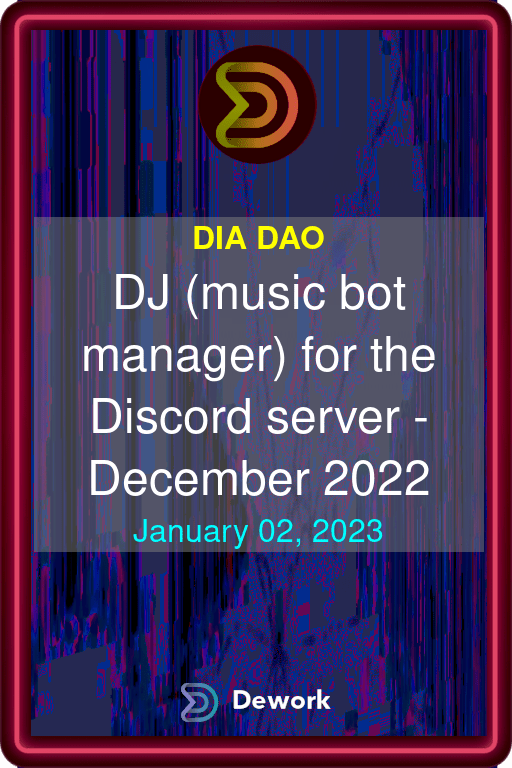 DIA DAO
DJ (music bot
manager) for the
Discord server -
December 2022
January 02, 2023
Dework